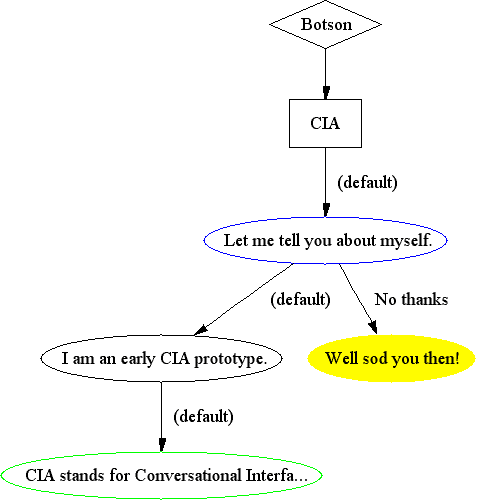 Botson
CIA
(default)
Let me tell you about myself.
(default)
No thanks
I am an early CIA prototype.
Well sod you then!
(default)
CIA stands for Conversational Interfa...